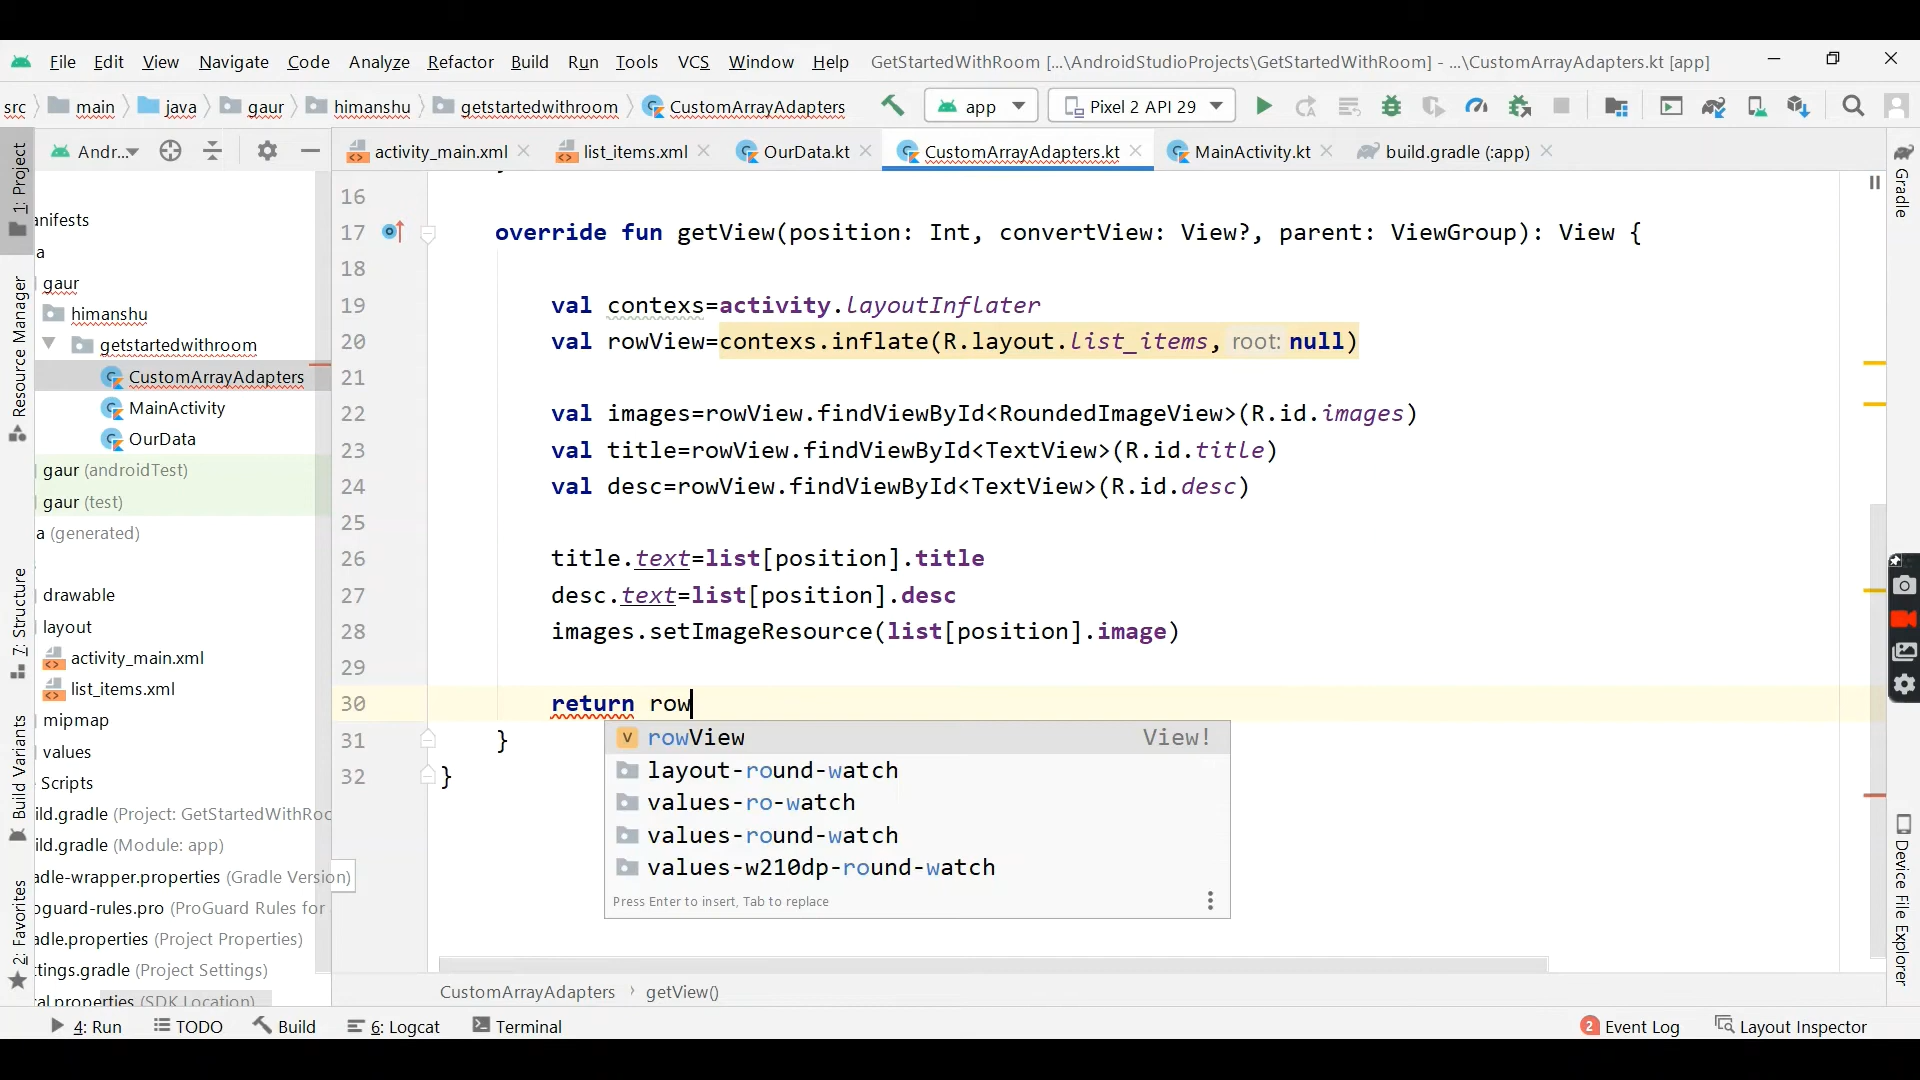 File Edit View Navigate Code Analyze Refactor Build Run Tools VCS Window Help GetStartedWithRoom [...\AndroidStudioProjects\GetStartedWithRoom] - ...\CustomArrayAdapters.kt [app]
src main java gaur himanshu getstartedwithroom CustomArrayAdapters app Pixel 2 API 29
Andr... activity_main.xml list_items.xml OurData.kt CustomArrayAdapters.kt MainActivity.kt build.gradle (:app)
1: Project
Resource Manager
7: Structure
Build Variants
2: Favorites
anifests
a
gaur
himanshu
getstartedwithroom
CustomArrayAdapters
MainActivity
OurData
gaur (androidTest)
gaur (test)
a (generated)
drawable
layout
activity_main.xml
list_items.xml
mipmap
values
Scripts
ild.gradle (Project: GetStartedWithRoo
ild.gradle (Module: app)
adle-wrapper.properties (Gradle Version)
oguard-rules.pro (ProGuard Rules for
adle.properties (Project Properties)
ttings.gradle (Project Settings)
al.properties (SDK Location)
16
17 override fun getView(position: Int, convertView: View?, parent: ViewGroup): View {
18
19 val contexs=activity.layoutInflater
20 val rowView=contexs.inflate(R.layout.list_items, root: null)
21
22 val images=rowView.findViewById<RoundedImageView>(R.id.images)
23 val title=rowView.findViewById<TextView>(R.id.title)
24 val desc=rowView.findViewById<TextView>(R.id.desc)
25
26 title.text=list[position].title
27 desc.text=list[position].desc
28 images.setImageResource(list[position].image)
29
30 return row
31 }
32 }
v rowView View!
layout-round-watch
values-ro-watch
values-round-watch
values-w210dp-round-watch
Press Enter to insert, Tab to replace
CustomArrayAdapters getView()
Gradle
Device File Explorer
4: Run TODO Build 6: Logcat Terminal 2 Event Log Layout Inspector